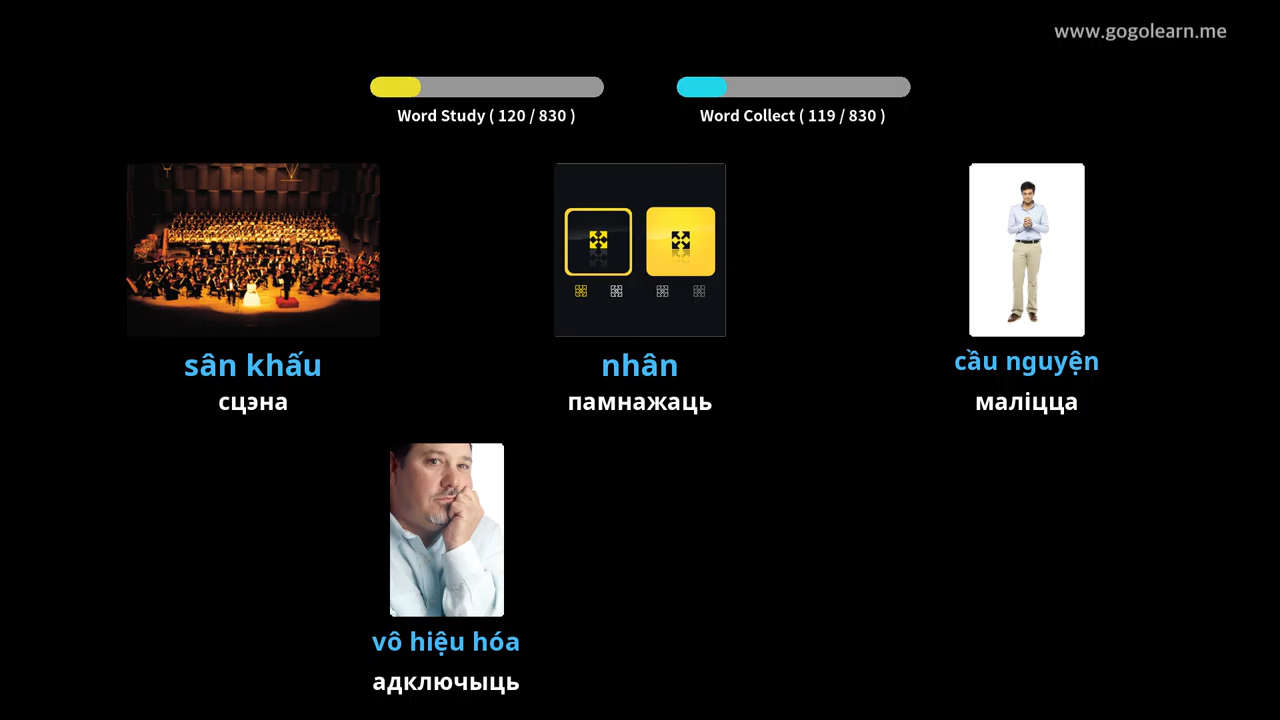 www.gogolearn.me
Word Study ( 120 / 830 )
Word Collect ( 119 / 830 )
sân khấu
сцэна
nhân
памнажаць
cầu nguyện
маліцца
vô hiệu hóa
адключыць